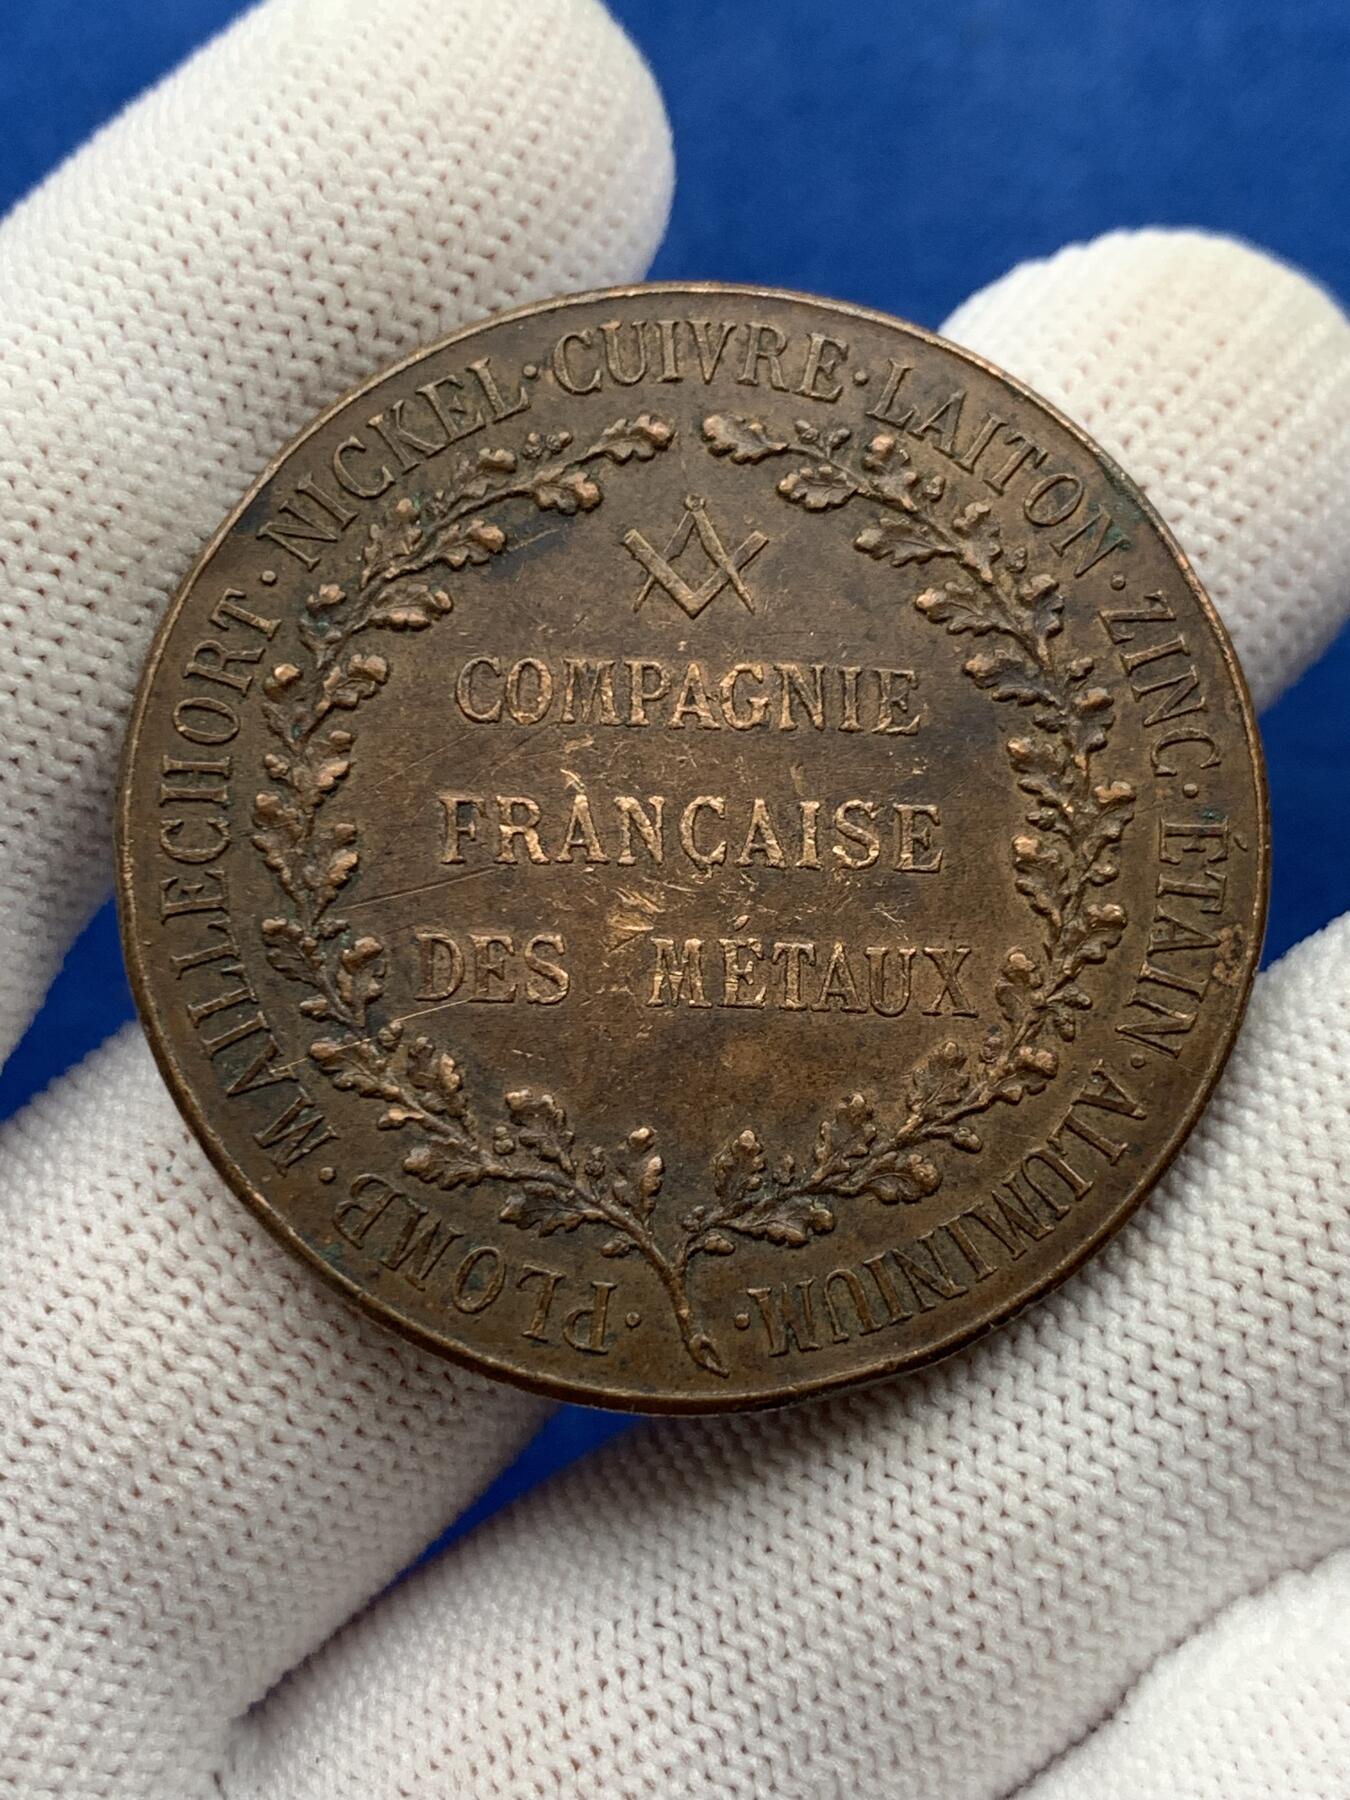 PLOMB · MAILLECHORT · NICKEL · CUIVRE · LAITON · ZINC · ÉTAIN · ALUMINIUM ·
COMPAGNIE
FRANÇAISE
DES MÉTAUX